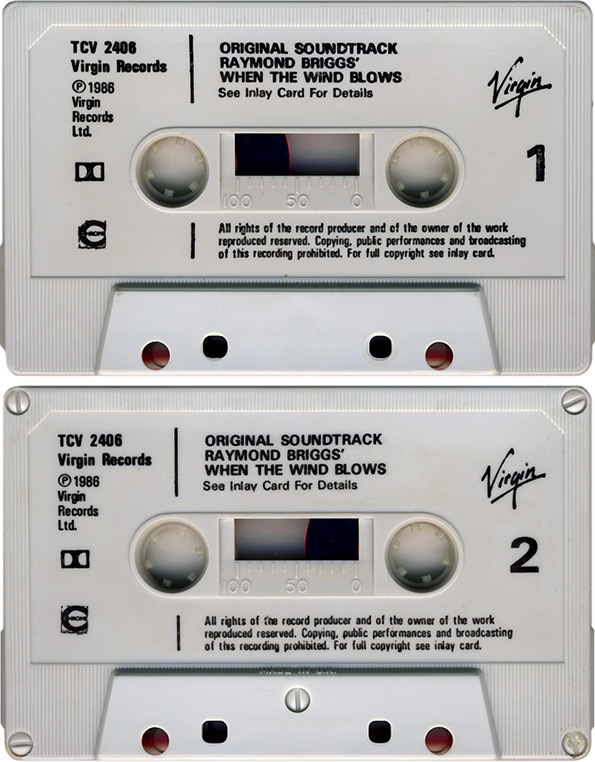 TCV 2406
Virgin Records
Ⓟ1986
Virgin
Records
Ltd.
ORIGINAL SOUNDTRACK
RAYMOND BRIGGS'
WHEN THE WIND BLOWS
See Inlay Card For Details
Virgin
1
100 50 0
All rights of the record producer and of the owner of the work
reproduced reserved. Copying, public performances and broadcasting
of this recording prohibited. For full copyright see inlay card.
TCV 2406
Virgin Records
Ⓟ1986
Virgin
Records
Ltd.
ORIGINAL SOUNDTRACK
RAYMOND BRIGGS'
WHEN THE WIND BLOWS
See Inlay Card For Details
Virgin
2
100 50 0
All rights of the record producer and of the owner of the work
reproduced reserved. Copying, public performances and broadcasting
of this recording prohibited. For full copyright see inlay card.